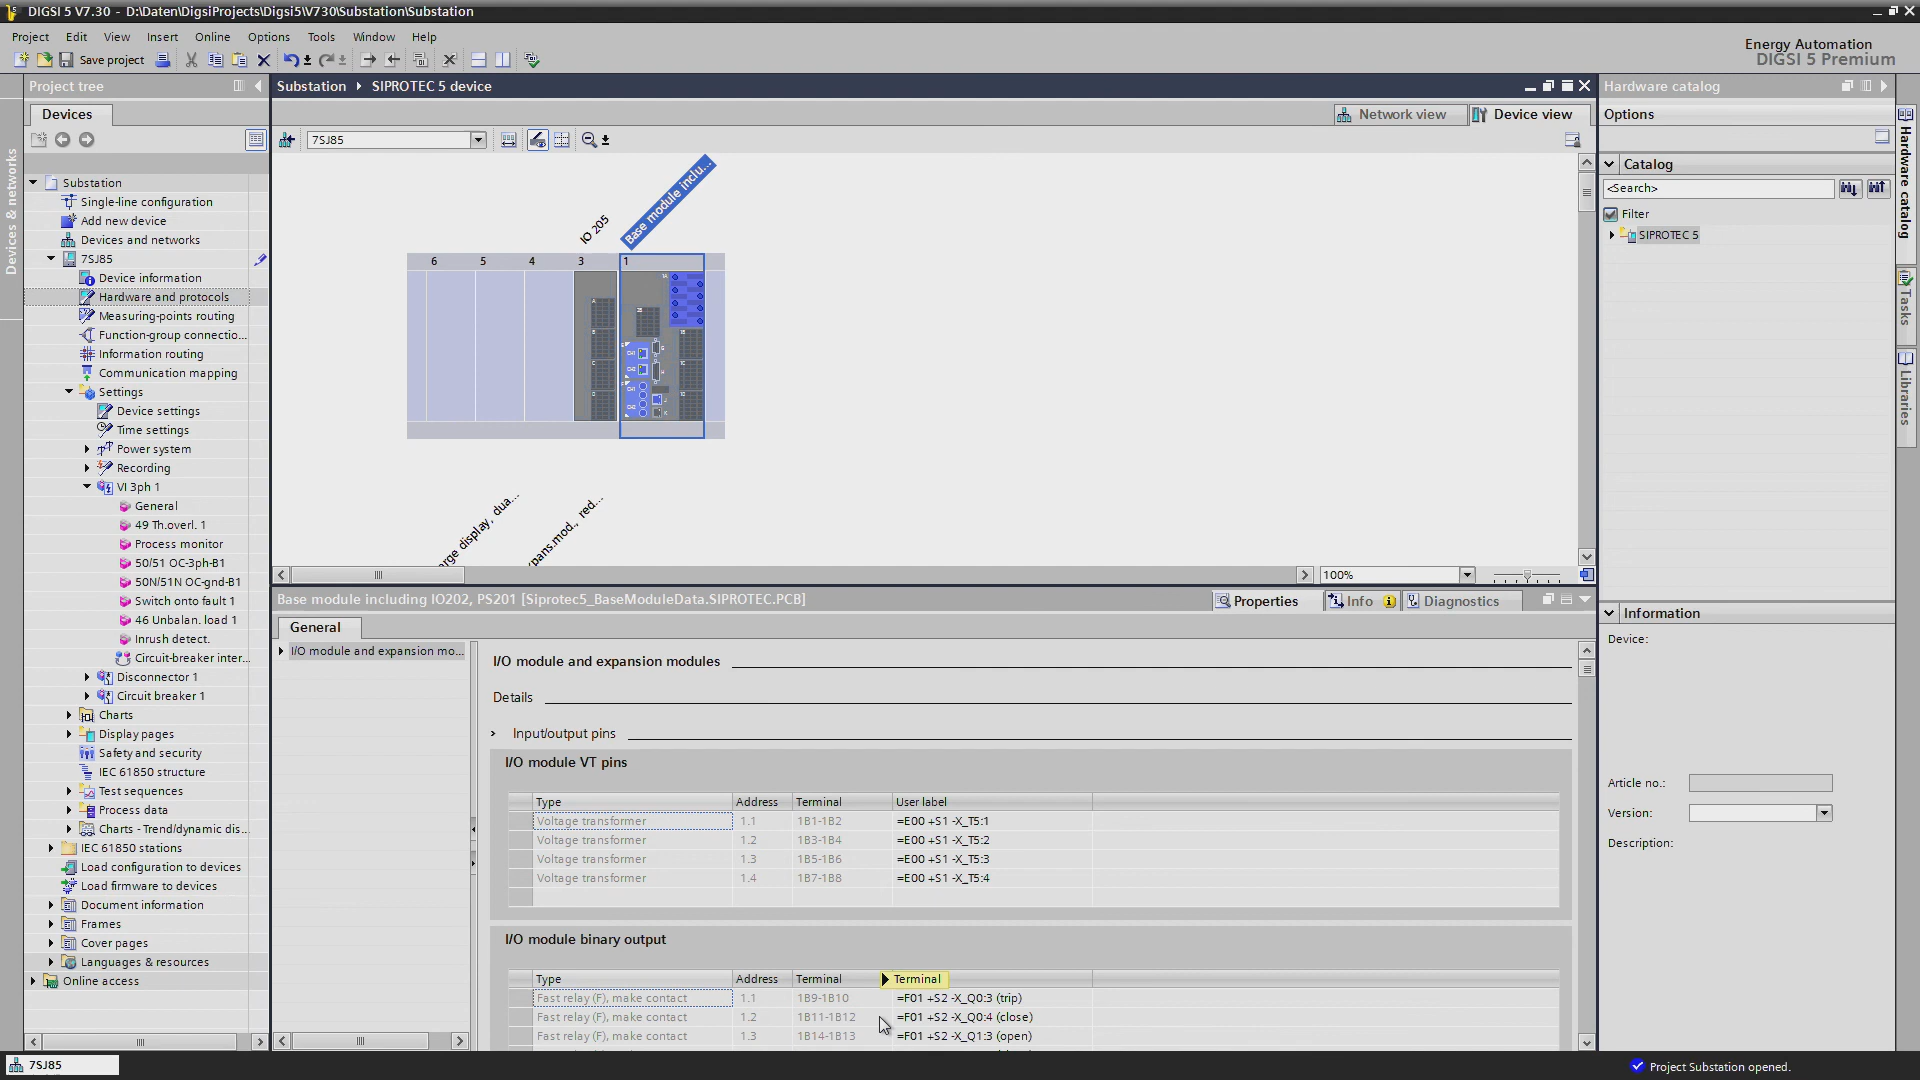 DIGSI 5 V7.30 - D:\Daten\DigsiProjects\Digsi5\V730\Substation\Substation
Project Edit View Insert Online Options Tools Window Help
Save project
Energy Automation
DIGSI 5 Premium
Project tree
Devices
Devices & networks
Substation
Single-line configuration
Add new device
Devices and networks
7SJ85
Device information
Hardware and protocols
Measuring-points routing
Function-group connectio...
Information routing
Communication mapping
Settings
Device settings
Time settings
Power system
Recording
VI 3ph 1
General
49 Th.overl. 1
Process monitor
50/51 OC-3ph-B1
50N/51N OC-gnd-B1
Switch onto fault 1
46 Unbalan. load 1
Inrush detect.
Circuit-breaker inter...
Disconnector 1
Circuit breaker 1
Charts
Display pages
Safety and security
IEC 61850 structure
Test sequences
Process data
Charts - Trend/dynamic dis...
IEC 61850 stations
Load configuration to devices
Load firmware to devices
Document information
Frames
Cover pages
Languages & resources
Online access
7SJ85
Substation SIPROTEC 5 device
Network view Device view
7SJ85
IO 205
Base module inclu...
6 5 4 3 1
arge display, dua...
xpans.mod., red...
100%
Base module including IO202, PS201 [Siprotec5_BaseModuleData.SIPROTEC.PCB]
Properties Info Diagnostics
General
I/O module and expansion mo...
I/O module and expansion modules
Details
Input/output pins
I/O module VT pins
Type Address Terminal User label
Voltage transformer 1.1 1B1-1B2 =E00 +S1 -X_T5:1
Voltage transformer 1.2 1B3-1B4 =E00 +S1 -X_T5:2
Voltage transformer 1.3 1B5-1B6 =E00 +S1 -X_T5:3
Voltage transformer 1.4 1B7-1B8 =E00 +S1 -X_T5:4
I/O module binary output
Type Address Terminal Terminal
Fast relay (F), make contact 1.1 1B9-1B10 =F01 +S2 -X_Q0:3 (trip)
Fast relay (F), make contact 1.2 1B11-1B12 =F01 +S2 -X_Q0:4 (close)
Fast relay (F), make contact 1.3 1B14-1B13 =F01 +S2 -X_Q1:3 (open)
Hardware catalog
Options
Catalog
<Search>
Filter
SIPROTEC 5
Information
Device:
Article no.:
Version:
Description:
Hardware catalog
Tasks
Libraries
Project Substation opened.